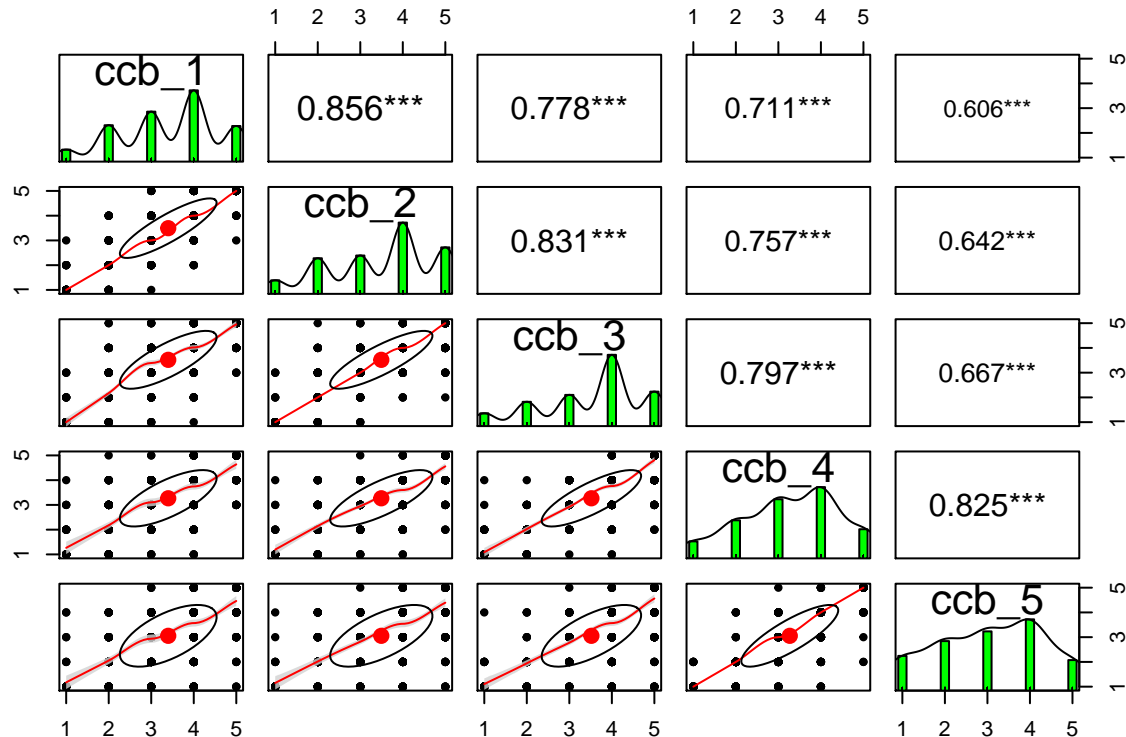 1 2 3 4 5 1 2 3 4 5
ccb_1 0.856*** 0.778*** 0.711*** 0.606*** 1 3 5
1 3 5 ccb_2 0.831*** 0.757*** 0.642***
ccb_3 0.797*** 0.667*** 1 3 5
1 3 5 ccb_4 0.825***
ccb_5 1 3 5
1 2 3 4 5 1 2 3 4 5 1 2 3 4 5